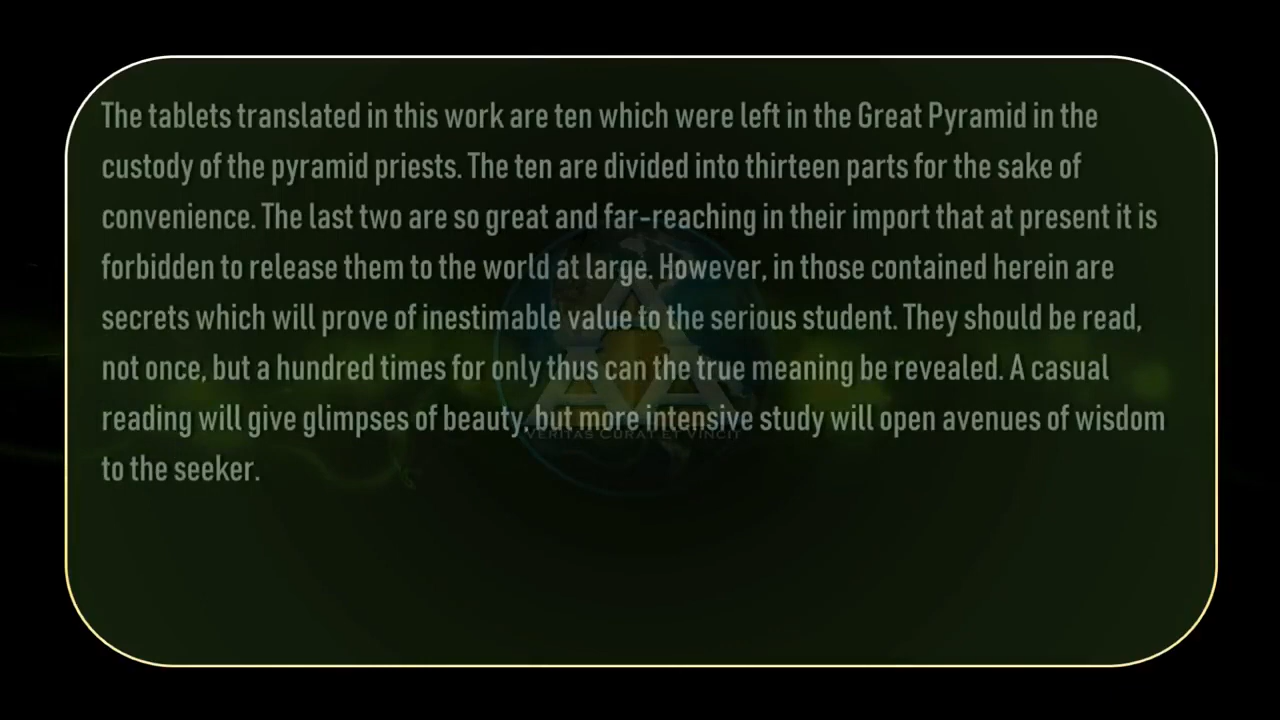 The tablets translated in this work are ten which were left in the Great Pyramid in the
custody of the pyramid priests. The ten are divided into thirteen parts for the sake of
convenience. The last two are so great and far-reaching in their import that at present it is
forbidden to release them to the world at large. However, in those contained herein are
secrets which will prove of inestimable value to the serious student. They should be read,
not once, but a hundred times for only thus can the true meaning be revealed. A casual
reading will give glimpses of beauty, but more intensive study will open avenues of wisdom
VERITAS CURAT ET VINCIT
to the seeker.